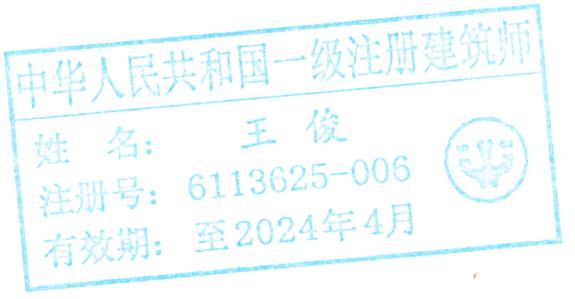 中华人民共和国一级注册建筑师
姓 名: 王 俊
注册号: 6113625-006
有效期: 至2024年4月